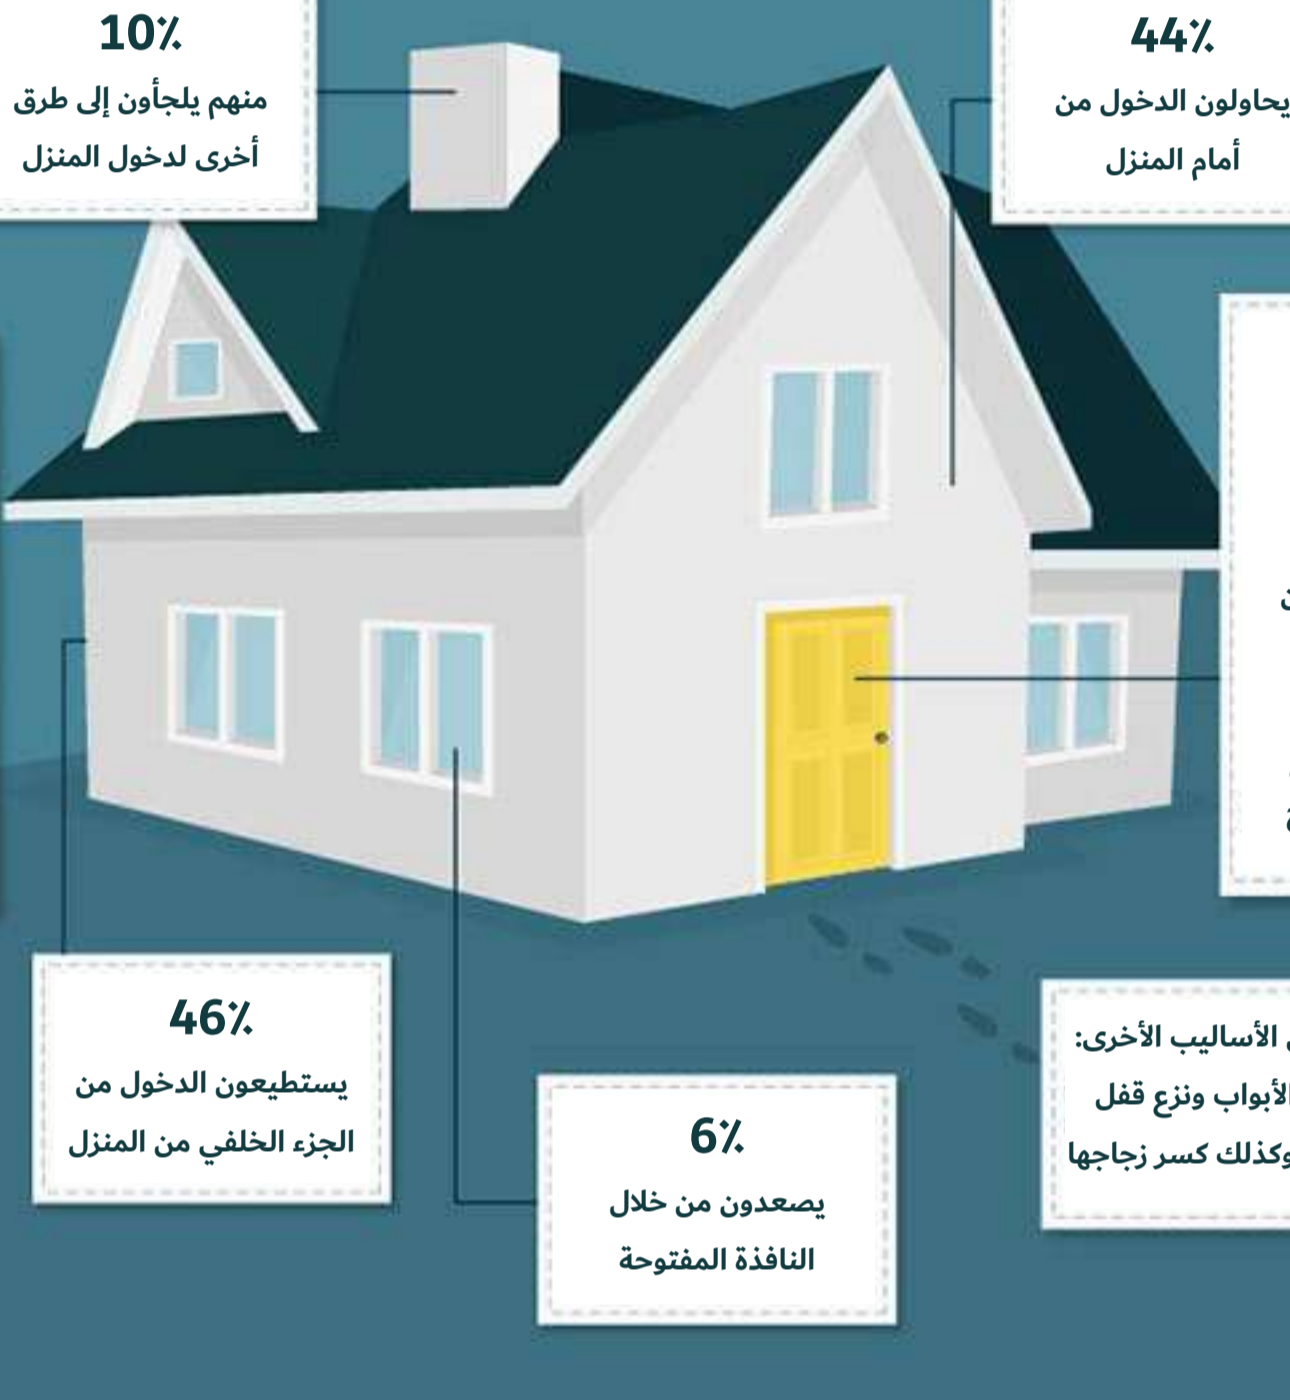 44٪
يحاولون الدخول من
أمام المنزل
10٪
منهم يلجأون إلى طرق
أخرى لدخول المنزل
46٪
يستطيعون الدخول من
الجزء الخلفي من المنزل
6٪
يصعدون من خلال
النافذة المفتوحة
الأساليب الأخرى:
الأبواب ونزع قفل
وكذلك كسر زجاجها